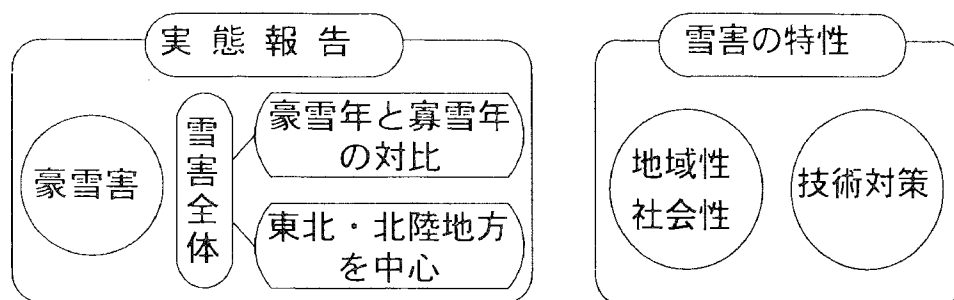 実態報告
豪雪害
雪害全体
豪雪年と寡雪年
の対比
東北・北陸地方
を中心
雪害の特性
地域性
社会性
技術対策